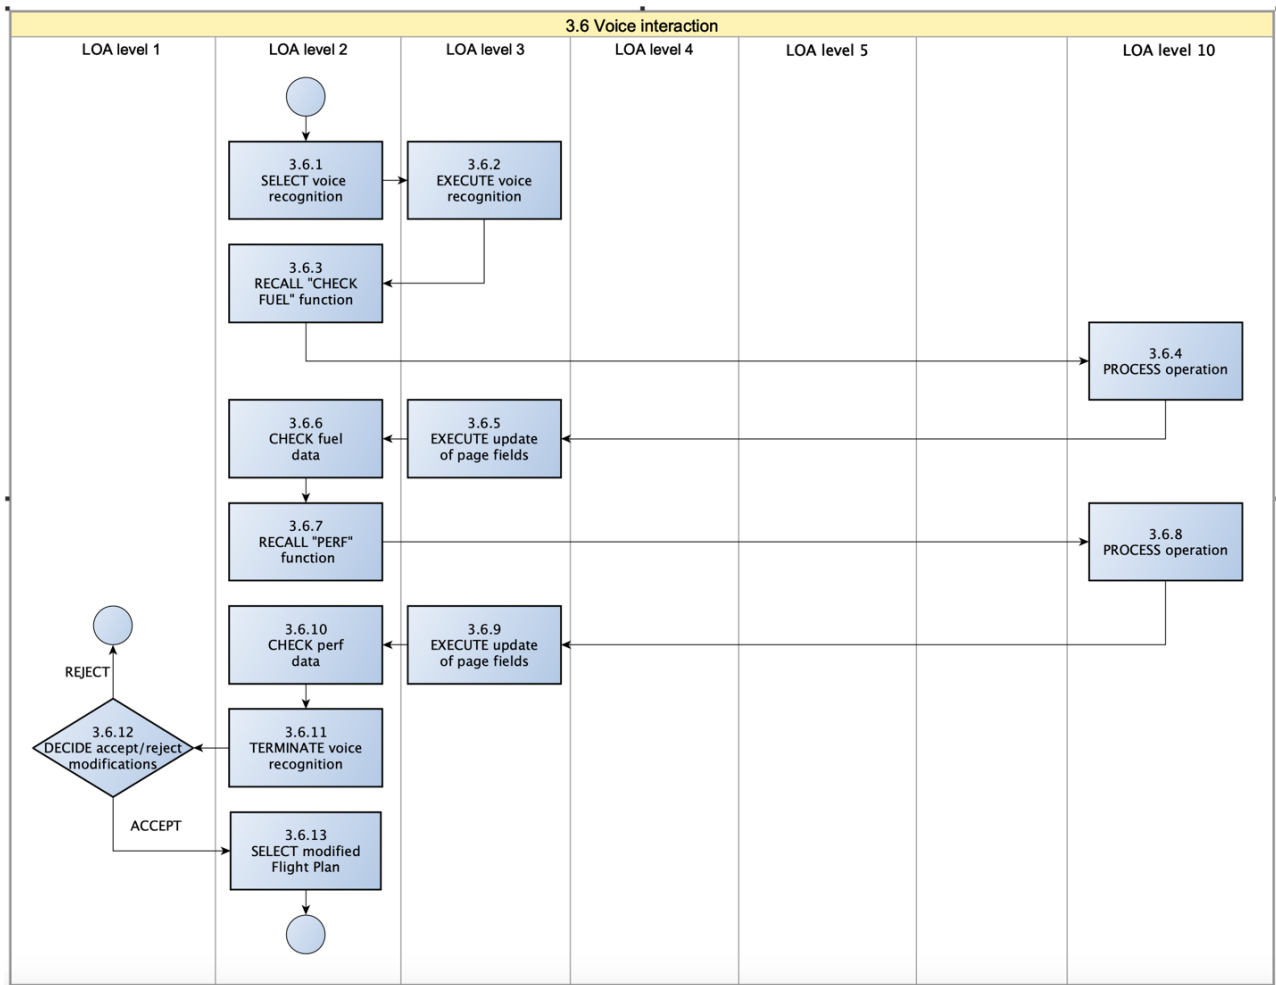 3.6 Voice interaction
LOA level 1
LOA level 2
LOA level 3
LOA level 4
LOA level 5
LOA level 10
3.6.1
SELECT voice
recognition
3.6.2
EXECUTE voice
recognition
3.6.3
RECALL "CHECK
FUEL" function
3.6.4
PROCESS operation
3.6.6
CHECK fuel
data
3.6.5
EXECUTE update
of page fields
3.6.7
RECALL "PERF"
function
3.6.8
PROCESS operation
3.6.10
CHECK perf
data
3.6.9
EXECUTE update
of page fields
REJECT
3.6.12
DECIDE accept/reject
modifications
3.6.11
TERMINATE voice
recognition
ACCEPT
3.6.13
SELECT modified
Flight Plan